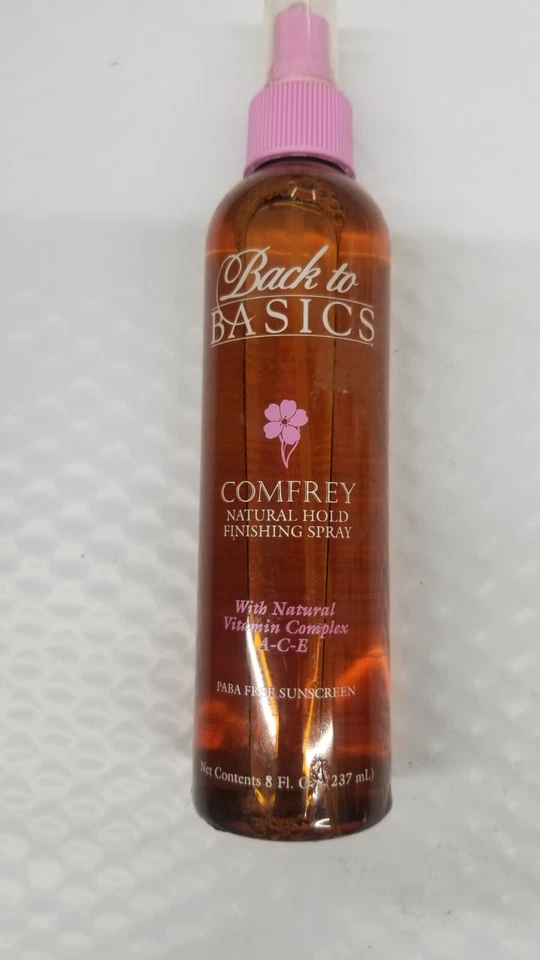 Back to
BASICS
COMFREY
NATURAL HOLD
FINISHING SPRAY
With Natural
Vitamin Complex
A-C-E
PABA FREE SUNSCREEN
Net Contents 8 Fl. Oz. (237 mL)